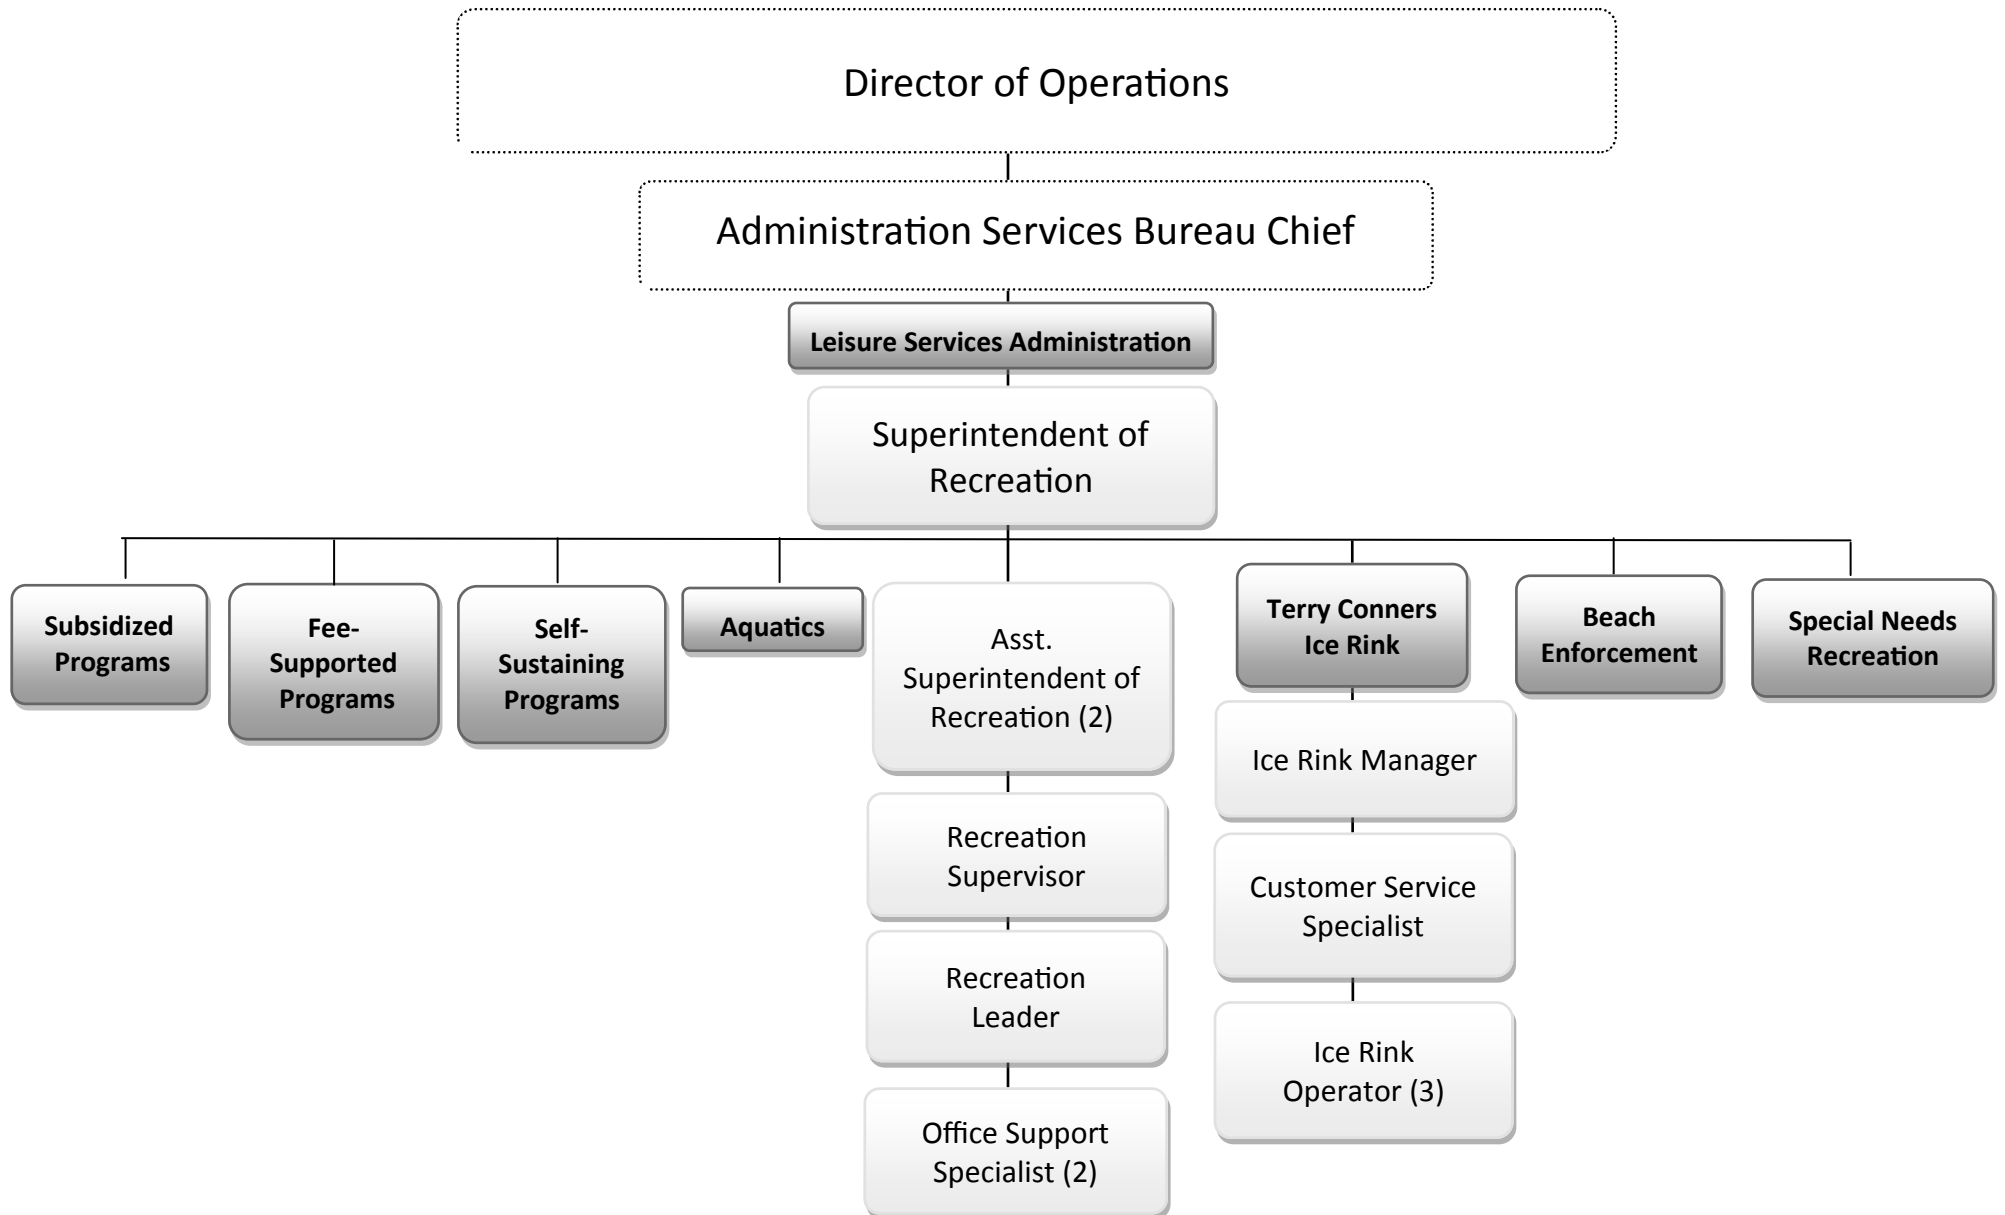 Director of Operations
Administration Services Bureau Chief
Leisure Services Administration
Superintendent of
Recreation
Subsidized
Programs
Fee-
Supported
Programs
Self-
Sustaining
Programs
Aquatics
Asst.
Superintendent of
Recreation (2)
Recreation
Supervisor
Recreation
Leader
Office Support
Specialist (2)
Terry Conners
Ice Rink
Ice Rink Manager
Customer Service
Specialist
Ice Rink
Operator (3)
Beach
Enforcement
Special Needs
Recreation